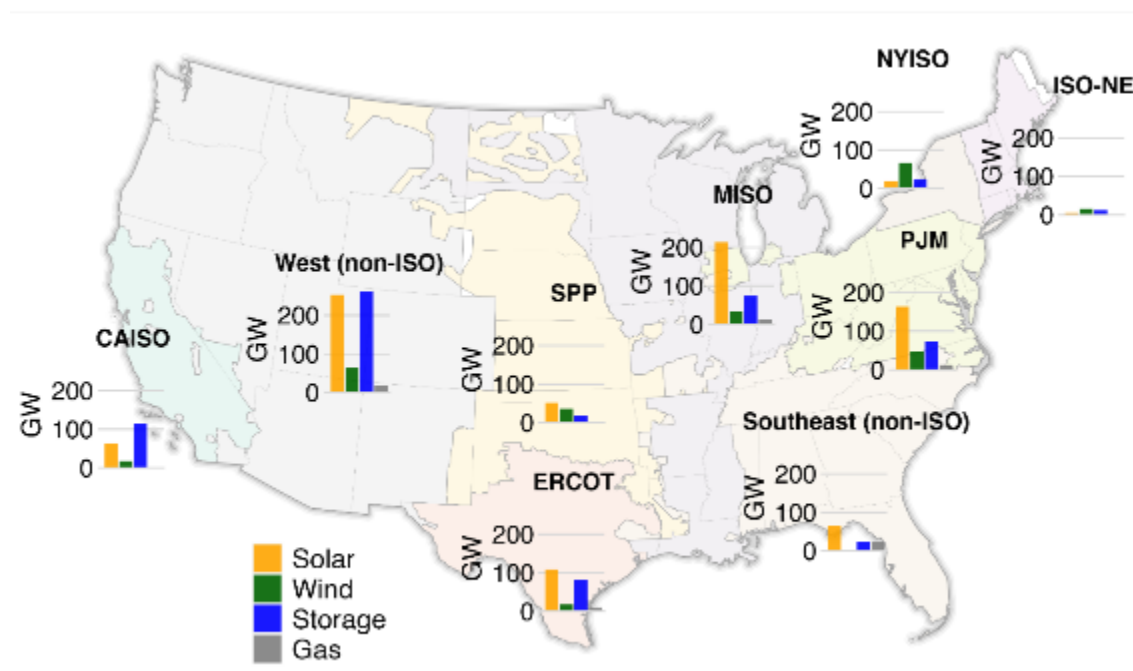 NYISO
GW
200
100
0
ISO-NE
GW
200
100
0
MISO
GW
200
100
0
PJM
GW
200
100
0
West (non-ISO)
GW
200
100
0
SPP
GW
200
100
0
CAISO
GW
200
100
0
Southeast (non-ISO)
GW
200
100
0
ERCOT
GW
200
100
0
Solar
Wind
Storage
Gas